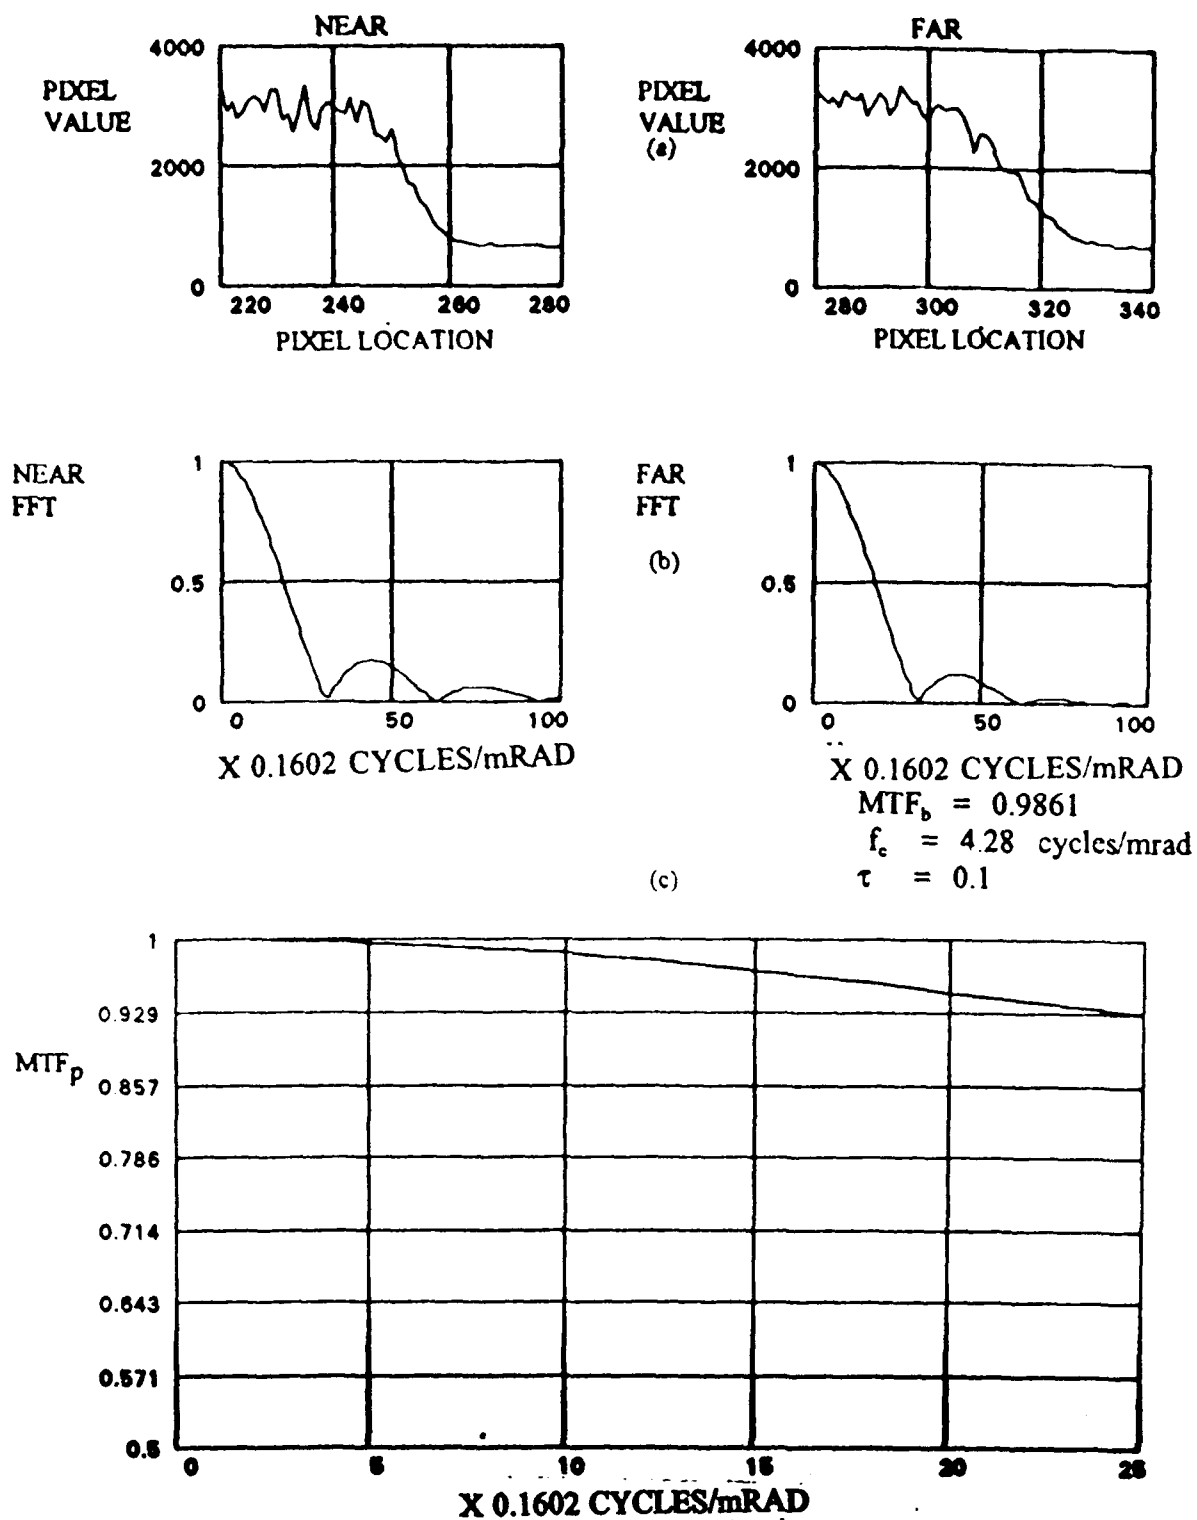 NEAR
4000
PIXEL
VALUE
2000
0
220 240 260 280
PIXEL LOCATION
FAR
4000
PIXEL
VALUE
(a)
2000
0
280 300 320 340
PIXEL LOCATION
NEAR
FFT
1
0.5
0
0 50 100
X 0.1602 CYCLES/mRAD
FAR
FFT
(b)
1
0.5
0
0 50 100
X 0.1602 CYCLES/mRAD
MTF_b = 0.9861
f_c = 4.28 cycles/mrad
τ = 0.1
(c)
1
0.929
MTF_p
0.857
0.786
0.714
0.643
0.571
0.5
0 5 10 15 20 25
X 0.1602 CYCLES/mRAD